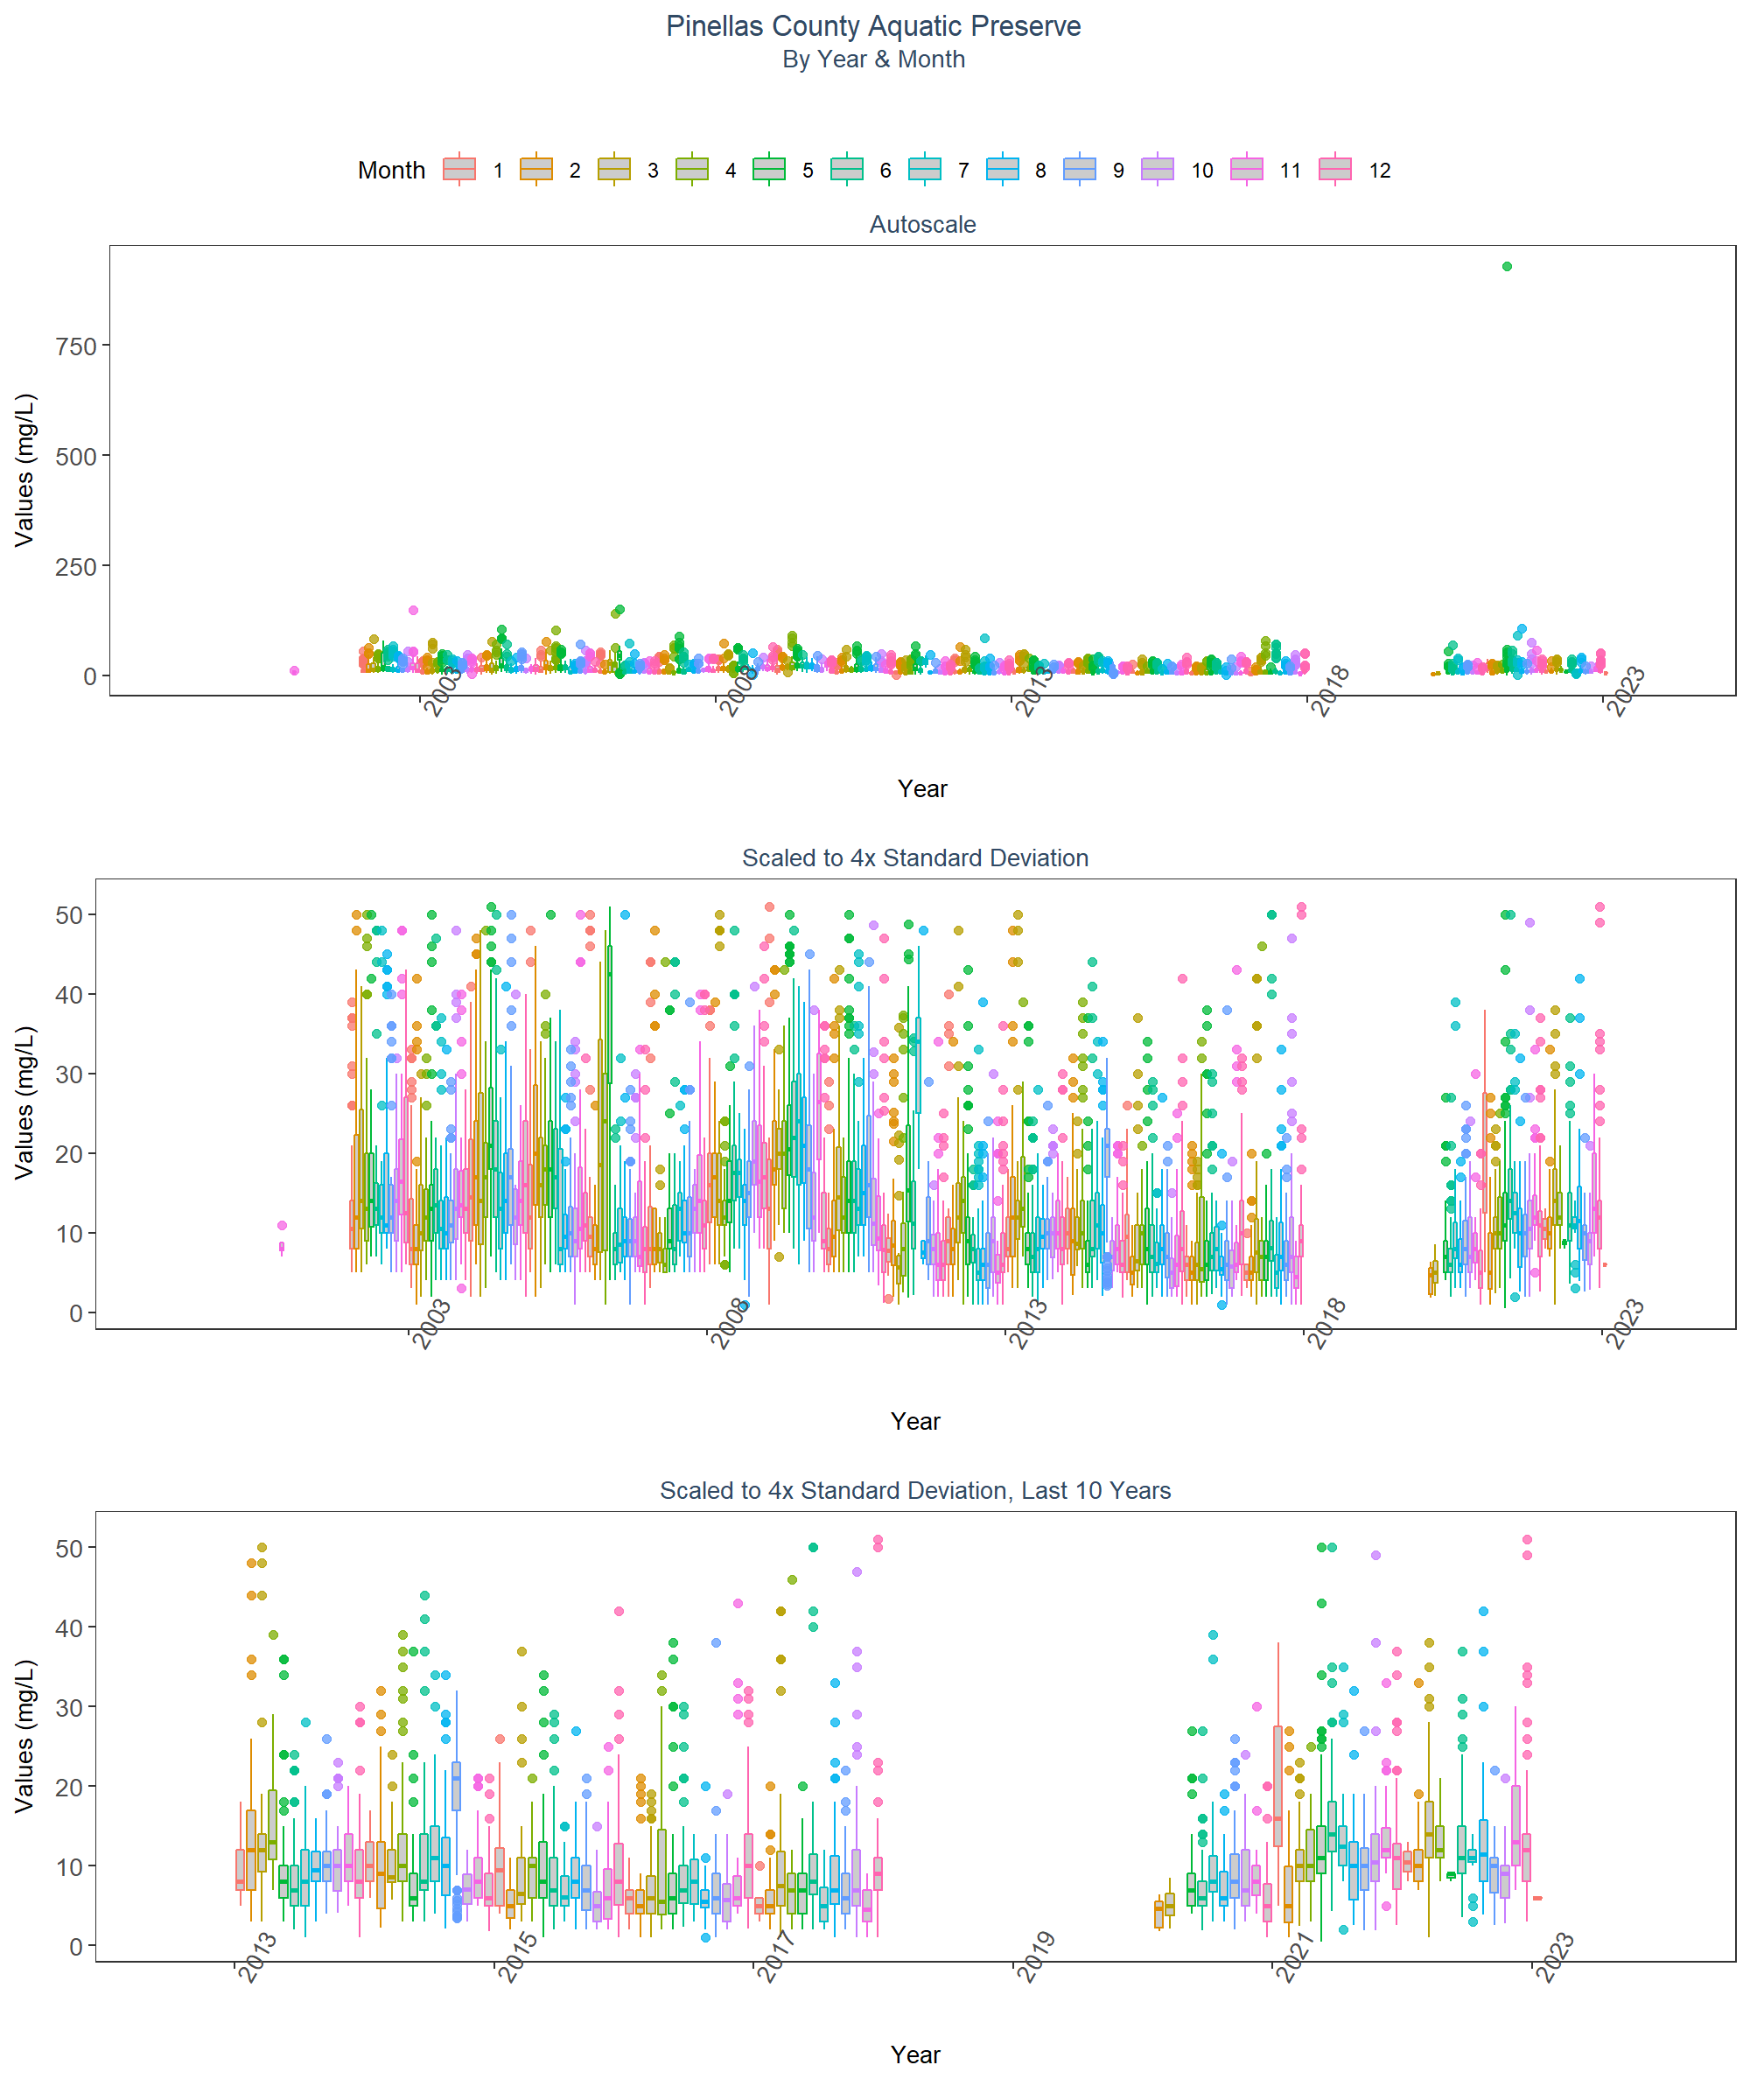 Pinellas County Aquatic Preserve
By Year & Month
Month 1 2 3 4 5 6 7 8 9 10 11 12
Autoscale
Values (mg/L)
750
500
250
0
2003 2008 2013 2018 2023
Year
Scaled to 4x Standard Deviation
Values (mg/L)
50
40
30
20
10
0
2003 2008 2013 2018 2023
Year
Scaled to 4x Standard Deviation, Last 10 Years
Values (mg/L)
50
40
30
20
10
0
2013 2015 2017 2019 2021 2023
Year